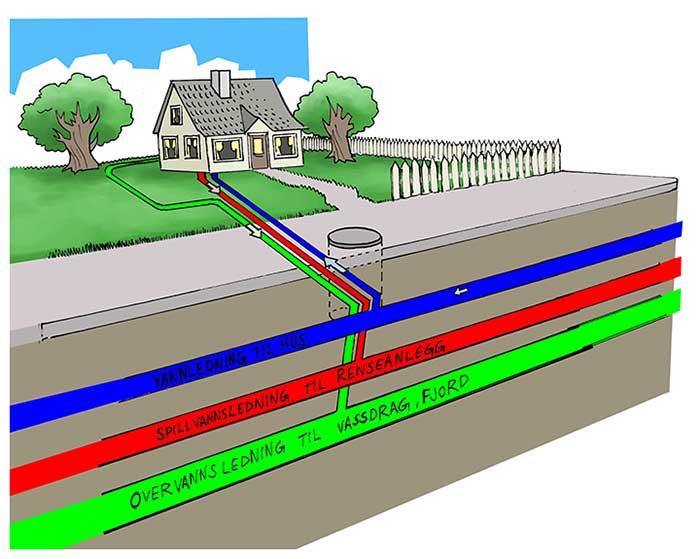 VANNLEDNING TIL HUS
SPILLVANNSLEDNING TIL RENSEANLEGG
OVERVANNSLEDNING TIL VASSDRAG, FJORD